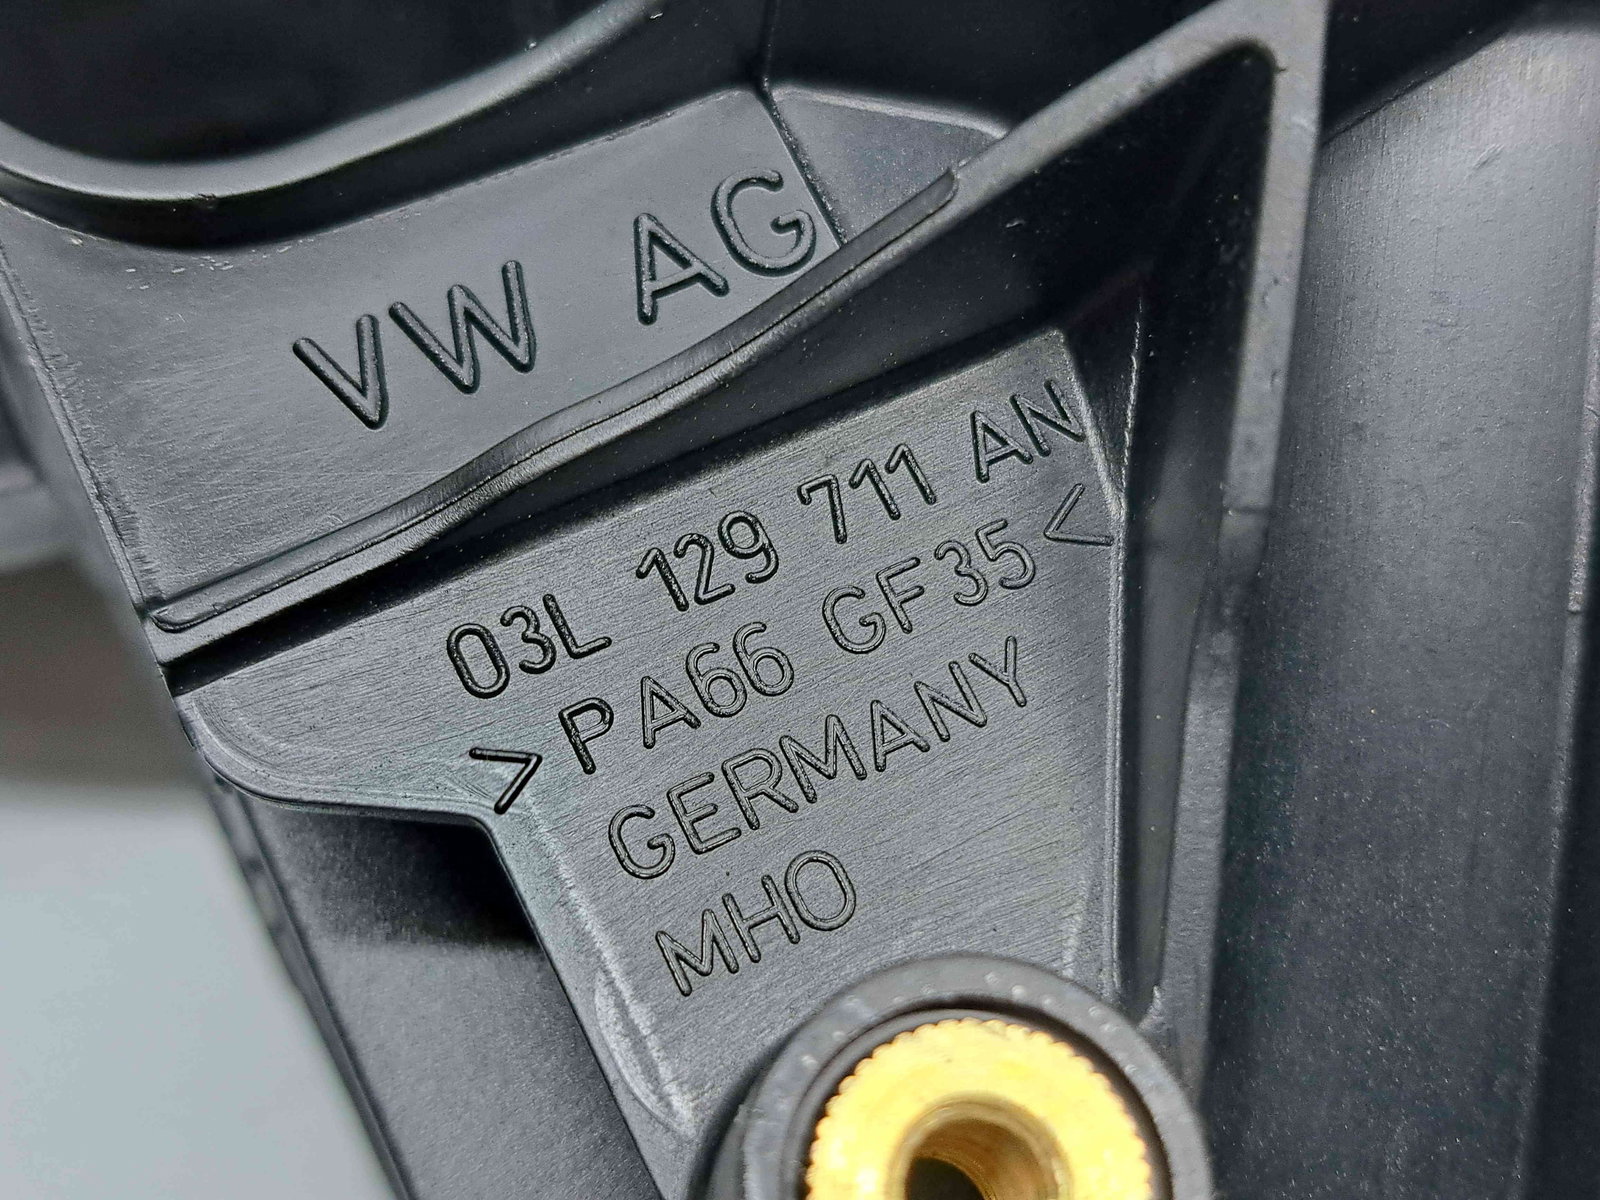 VW AG
03L 129 711 AN
>PA66 GF35<
GERMANY
MHO